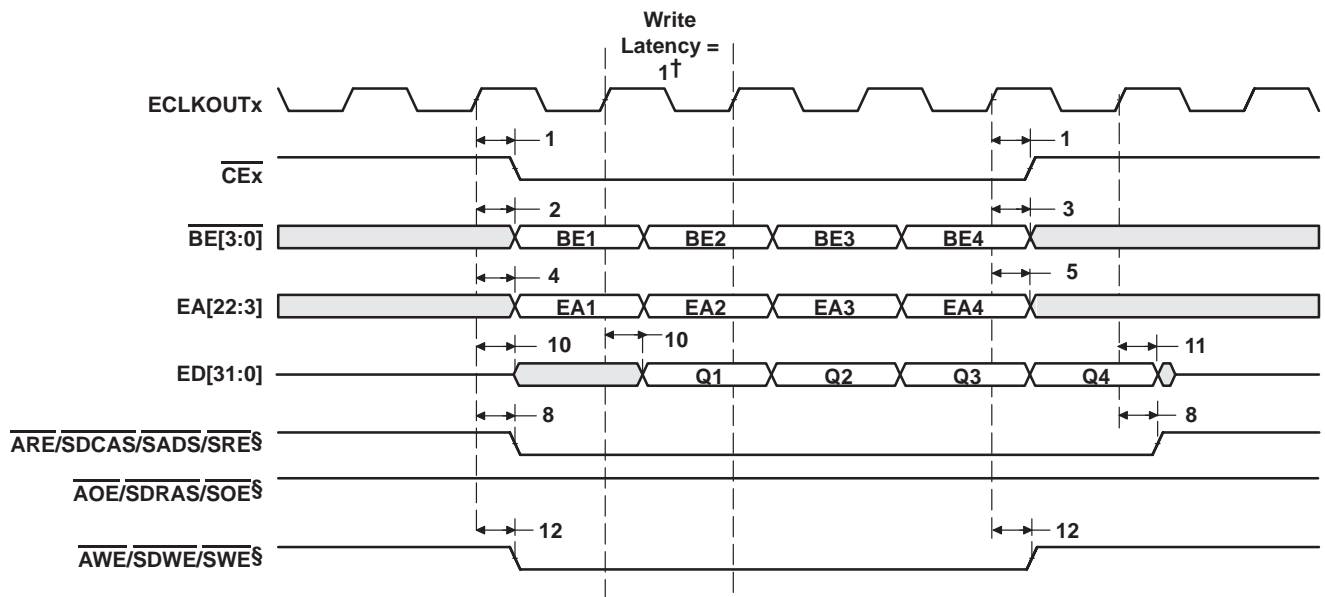 Write
Latency =
1†
ECLKOUTx
1 1
CEx
2 3
BE[3:0] BE1 BE2 BE3 BE4
4 5
EA[22:3] EA1 EA2 EA3 EA4
10 10 11
ED[31:0] Q1 Q2 Q3 Q4
8 8
ARE/SDCAS/SADS/SRE§
AOE/SDRAS/SOE§
12 12
AWE/SDWE/SWE§